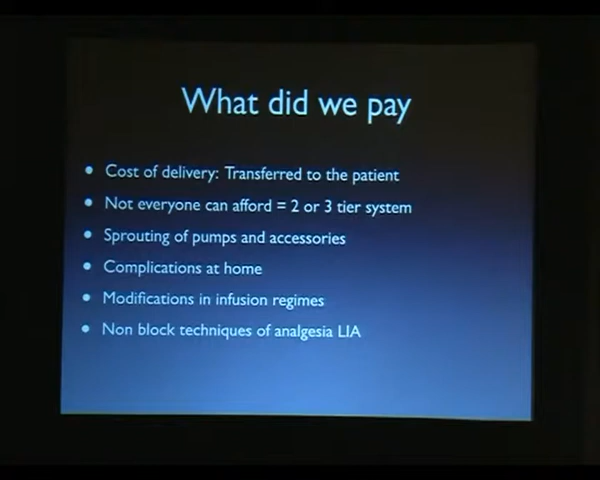 What did we pay
• Cost of delivery: Transferred to the patient
• Not everyone can afford = 2 or 3 tier system
• Sprouting of pumps and accessories
• Complications at home
• Modifications in infusion regimes
• Non block techniques of analgesia LIA